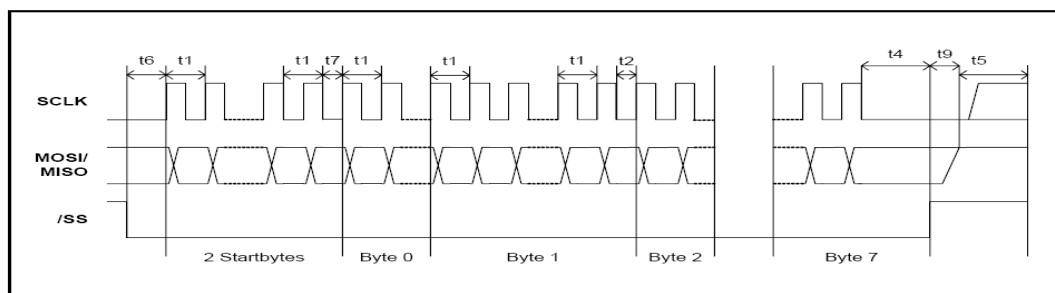 t6 t1 t1 t7 t1 t1 t1 t2 t4 t9 t5
SCLK
MOSI/
MISO
/SS
2 Startbytes Byte 0 Byte 1 Byte 2 Byte 7